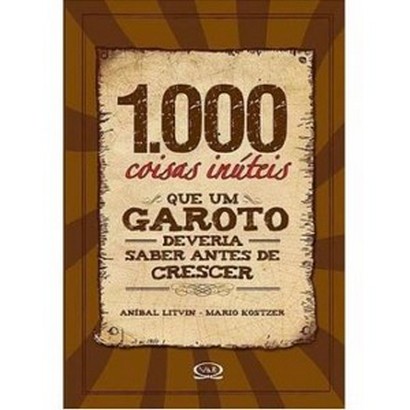 1.000
coisas inúteis
QUE UM
GAROTO
DEVERIA
SABER ANTES DE
CRESCER
ANÍBAL LITVIN - MARIO KOSTZER
V&R